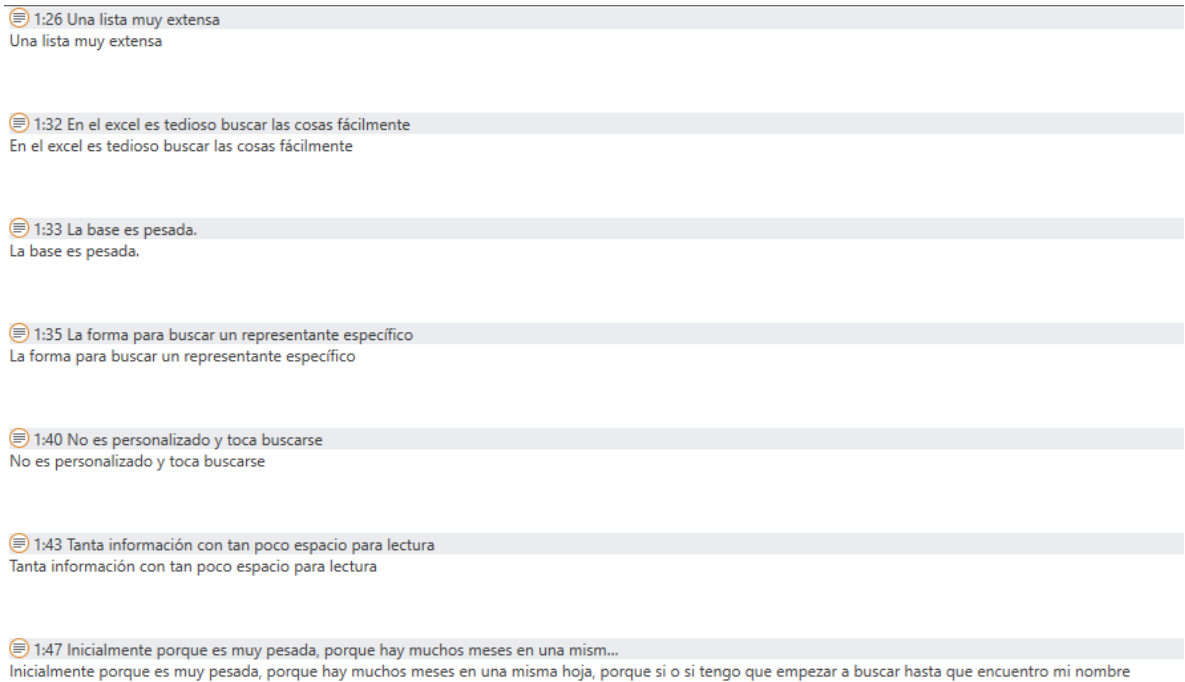 1:26 Una lista muy extensa
Una lista muy extensa
1:32 En el excel es tedioso buscar las cosas fácilmente
En el excel es tedioso buscar las cosas fácilmente
1:33 La base es pesada.
La base es pesada.
1:35 La forma para buscar un representante específico
La forma para buscar un representante específico
1:40 No es personalizado y toca buscarse
No es personalizado y toca buscarse
1:43 Tanta información con tan poco espacio para lectura
Tanta información con tan poco espacio para lectura
1:47 Inicialmente porque es muy pesada, porque hay muchos meses en una mism...
Inicialmente porque es muy pesada, porque hay muchos meses en una misma hoja, porque si o si tengo que empezar a buscar hasta que encuentro mi nombre